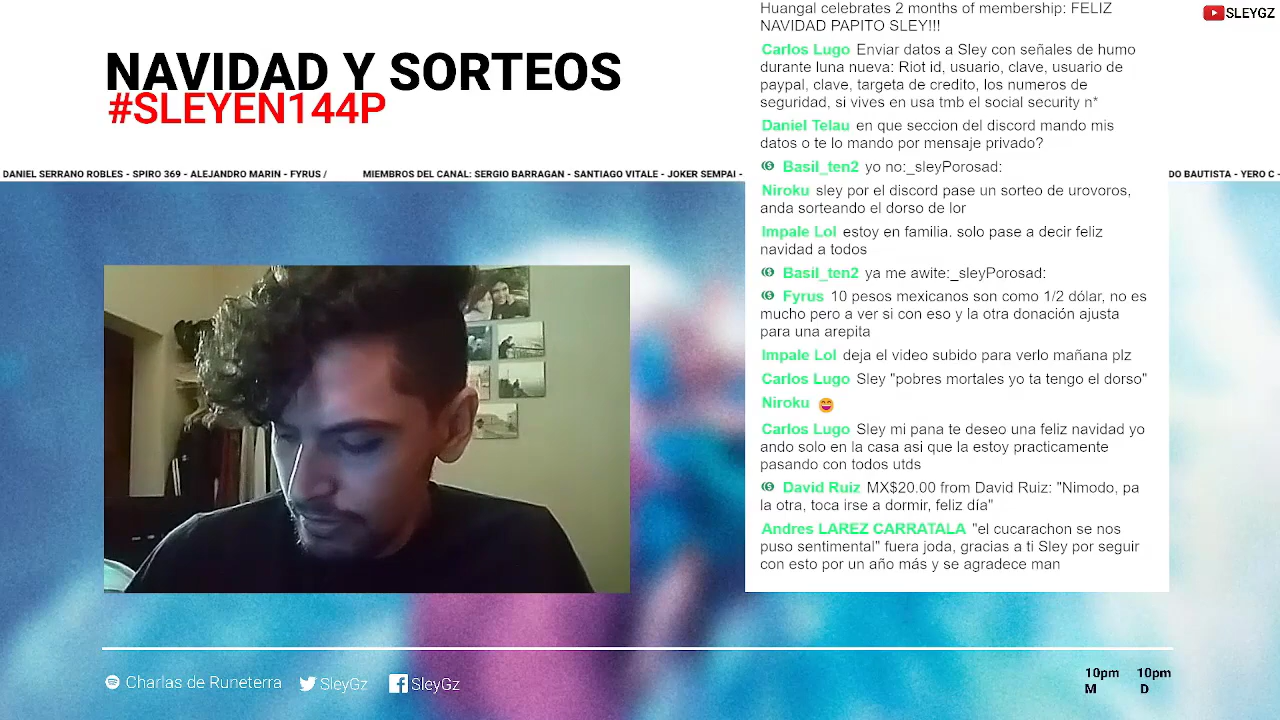 SLEYGZ
NAVIDAD Y SORTEOS
#SLEYEN144P
DANIEL SERRANO ROBLES - SPIRO 369 - ALEJANDRO MARIN - FYRUS /
MIEMBROS DEL CANAL: SERGIO BARRAGAN - SANTIAGO VITALE - JOKER SEMPAI -
DO BAUTISTA - YERO C -
Huangal celebrates 2 months of membership: FELIZ
NAVIDAD PAPITO SLEY!!!
Carlos Lugo Enviar datos a Sley con señales de humo
durante luna nueva: Riot id, usuario, clave, usuario de
paypal, clave, targeta de credito, los numeros de
seguridad, si vives en usa tmb el social security n*
Daniel Telau en que seccion del discord mando mis
datos o te lo mando por mensaje privado?
Basil_ten2 yo no:_sleyPorosad:
Niroku sley por el discord pase un sorteo de urovoros,
anda sorteando el dorso de lor
Impale Lol estoy en familia. solo pase a decir feliz
navidad a todos
Basil_ten2 ya me awite:_sleyPorosad:
Fyrus 10 pesos mexicanos son como 1/2 dólar, no es
mucho pero a ver si con eso y la otra donación ajusta
para una arepita
Impale Lol deja el video subido para verlo mañana plz
Carlos Lugo Sley "pobres mortales yo ta tengo el dorso"
Niroku 😄
Carlos Lugo Sley mi pana te deseo una feliz navidad yo
ando solo en la casa asi que la estoy practicamente
pasando con todos utds
David Ruiz MX$20.00 from David Ruiz: "Nimodo, pa
la otra, toca irse a dormir, feliz día"
Andres LAREZ CARRATALA "el cucarachon se nos
puso sentimental" fuera joda, gracias a ti Sley por seguir
con esto por un año más y se agradece man
Charlas de Runeterra
SleyGz
SleyGz
10pm 10pm
M D